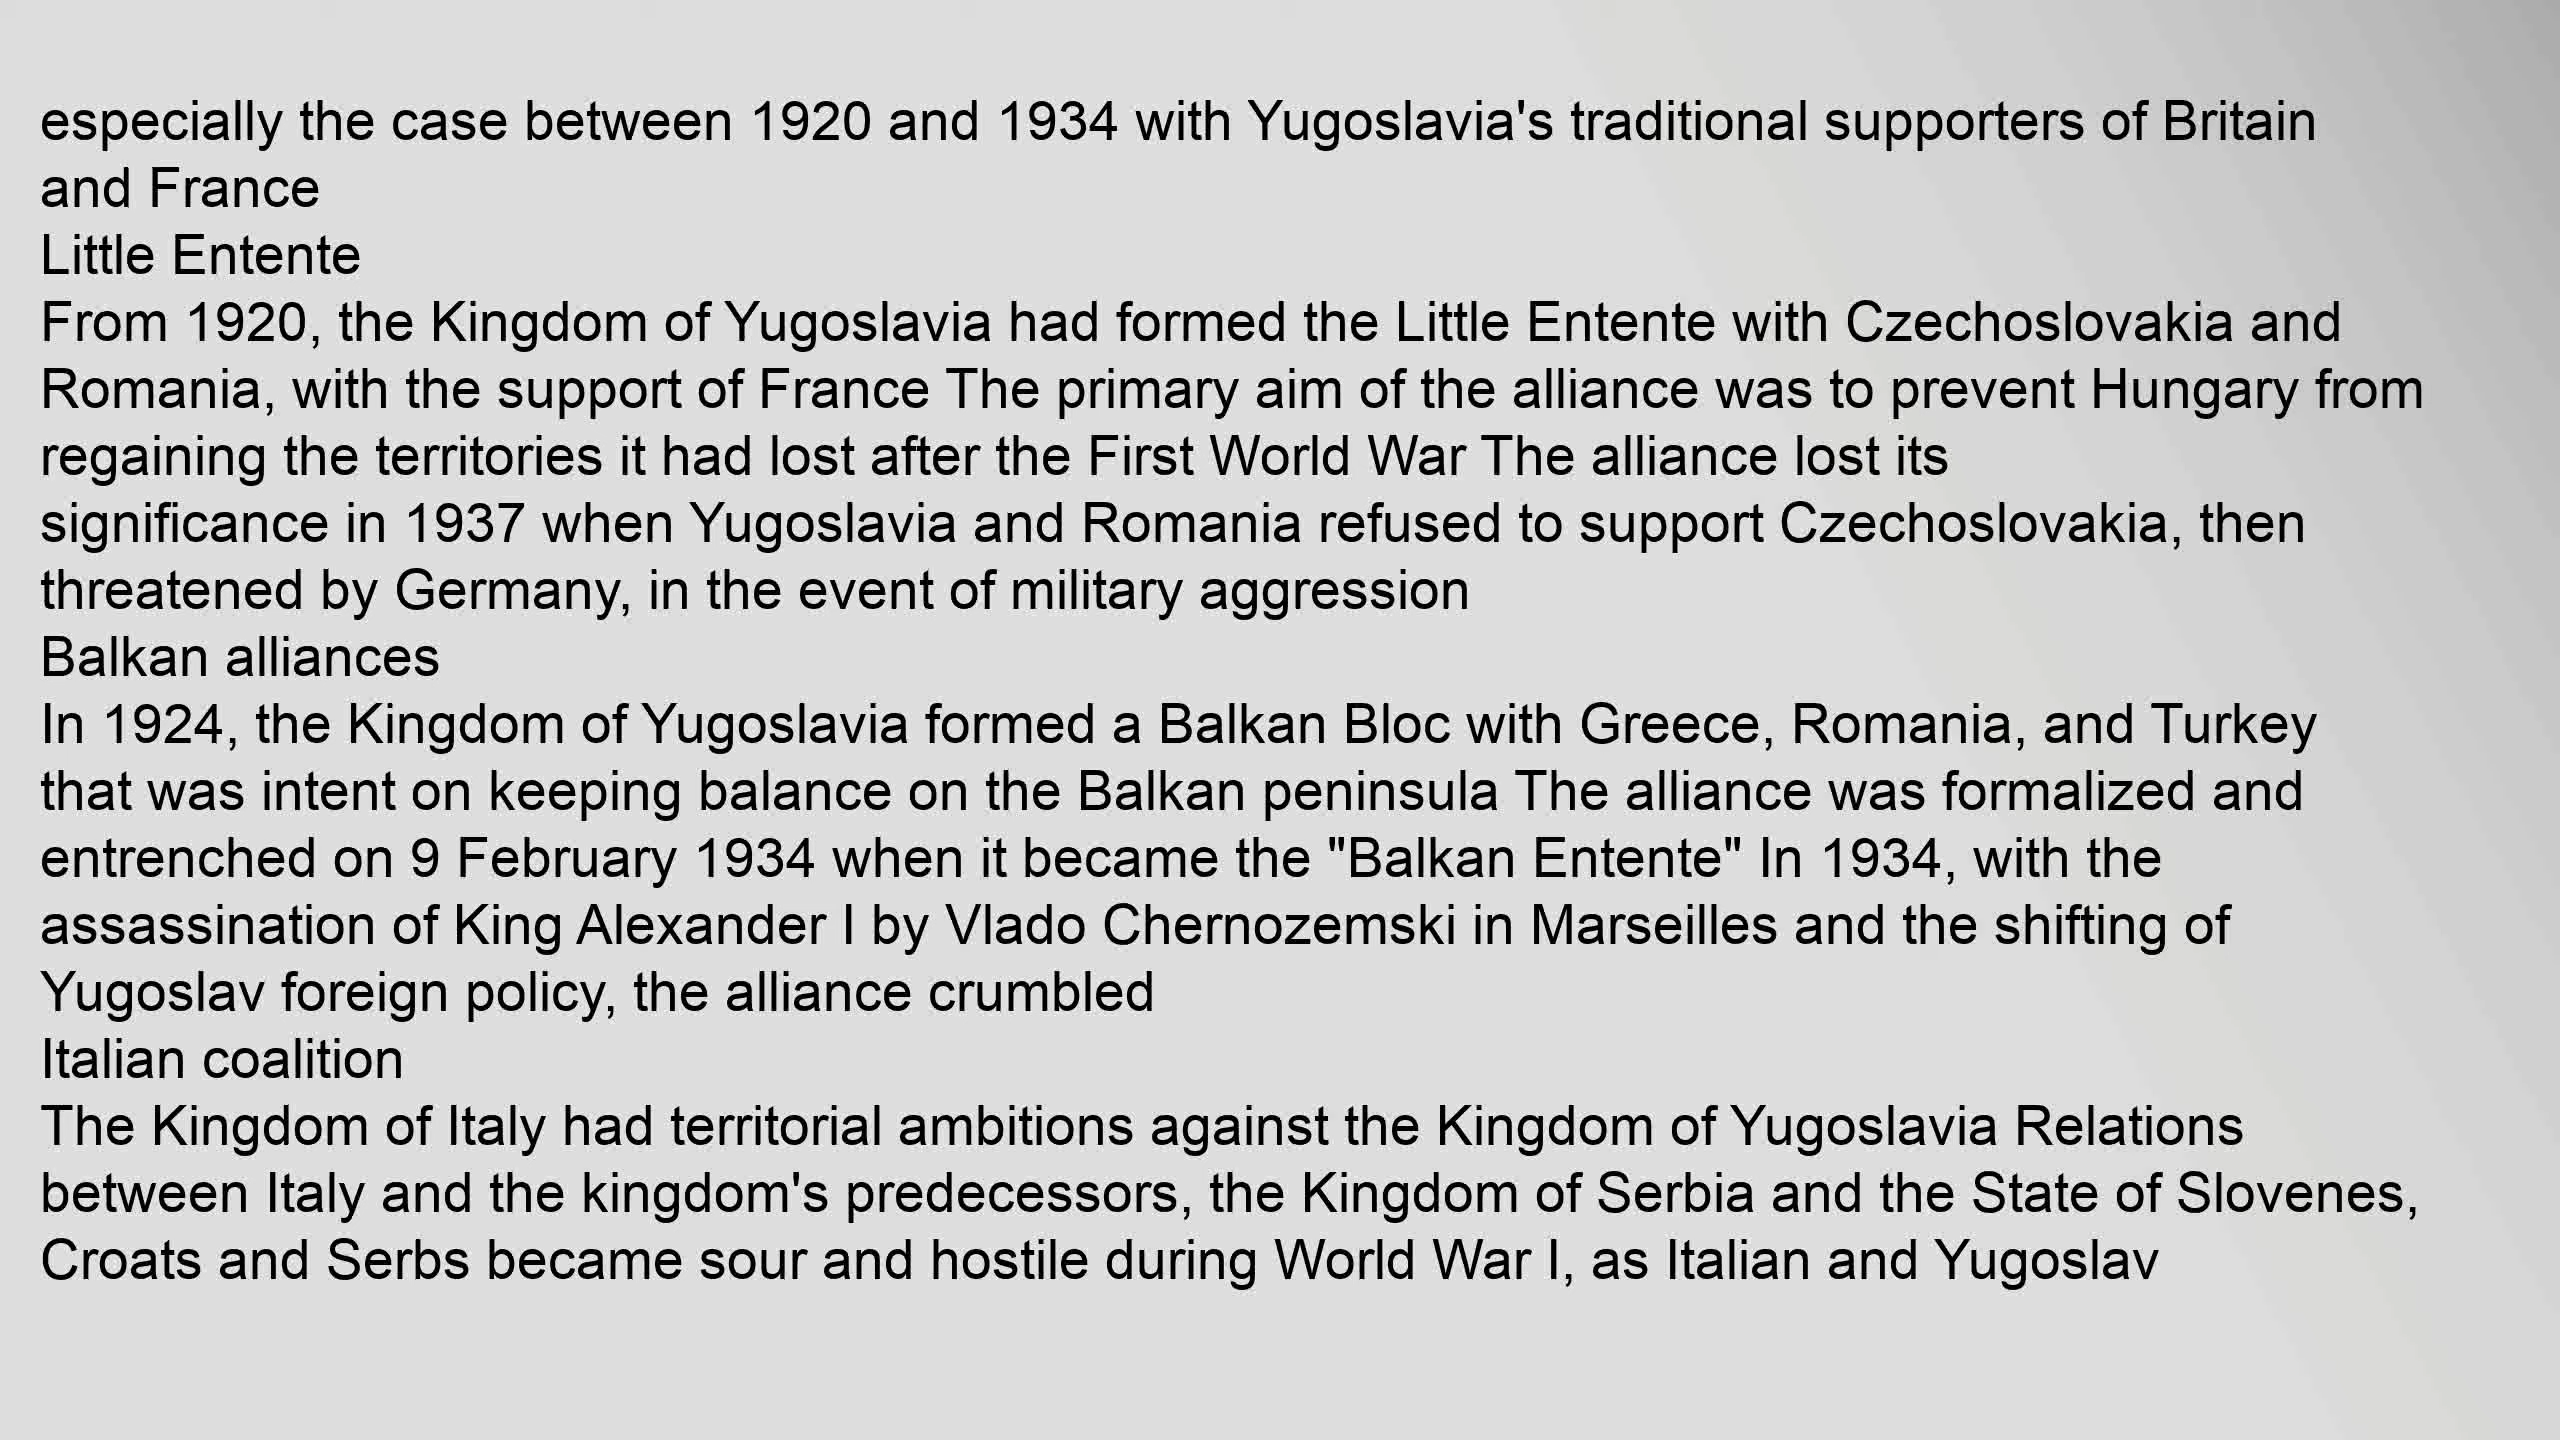 especially the case between 1920 and 1934 with Yugoslavia's traditional supporters of Britain
and France
Little Entente
From 1920, the Kingdom of Yugoslavia had formed the Little Entente with Czechoslovakia and
Romania, with the support of France The primary aim of the alliance was to prevent Hungary from
regaining the territories it had lost after the First World War The alliance lost its
significance in 1937 when Yugoslavia and Romania refused to support Czechoslovakia, then
threatened by Germany, in the event of military aggression
Balkan alliances
In 1924, the Kingdom of Yugoslavia formed a Balkan Bloc with Greece, Romania, and Turkey
that was intent on keeping balance on the Balkan peninsula The alliance was formalized and
entrenched on 9 February 1934 when it became the "Balkan Entente" In 1934, with the
assassination of King Alexander I by Vlado Chernozemski in Marseilles and the shifting of
Yugoslav foreign policy, the alliance crumbled
Italian coalition
The Kingdom of Italy had territorial ambitions against the Kingdom of Yugoslavia Relations
between Italy and the kingdom's predecessors, the Kingdom of Serbia and the State of Slovenes,
Croats and Serbs became sour and hostile during World War I, as Italian and Yugoslav